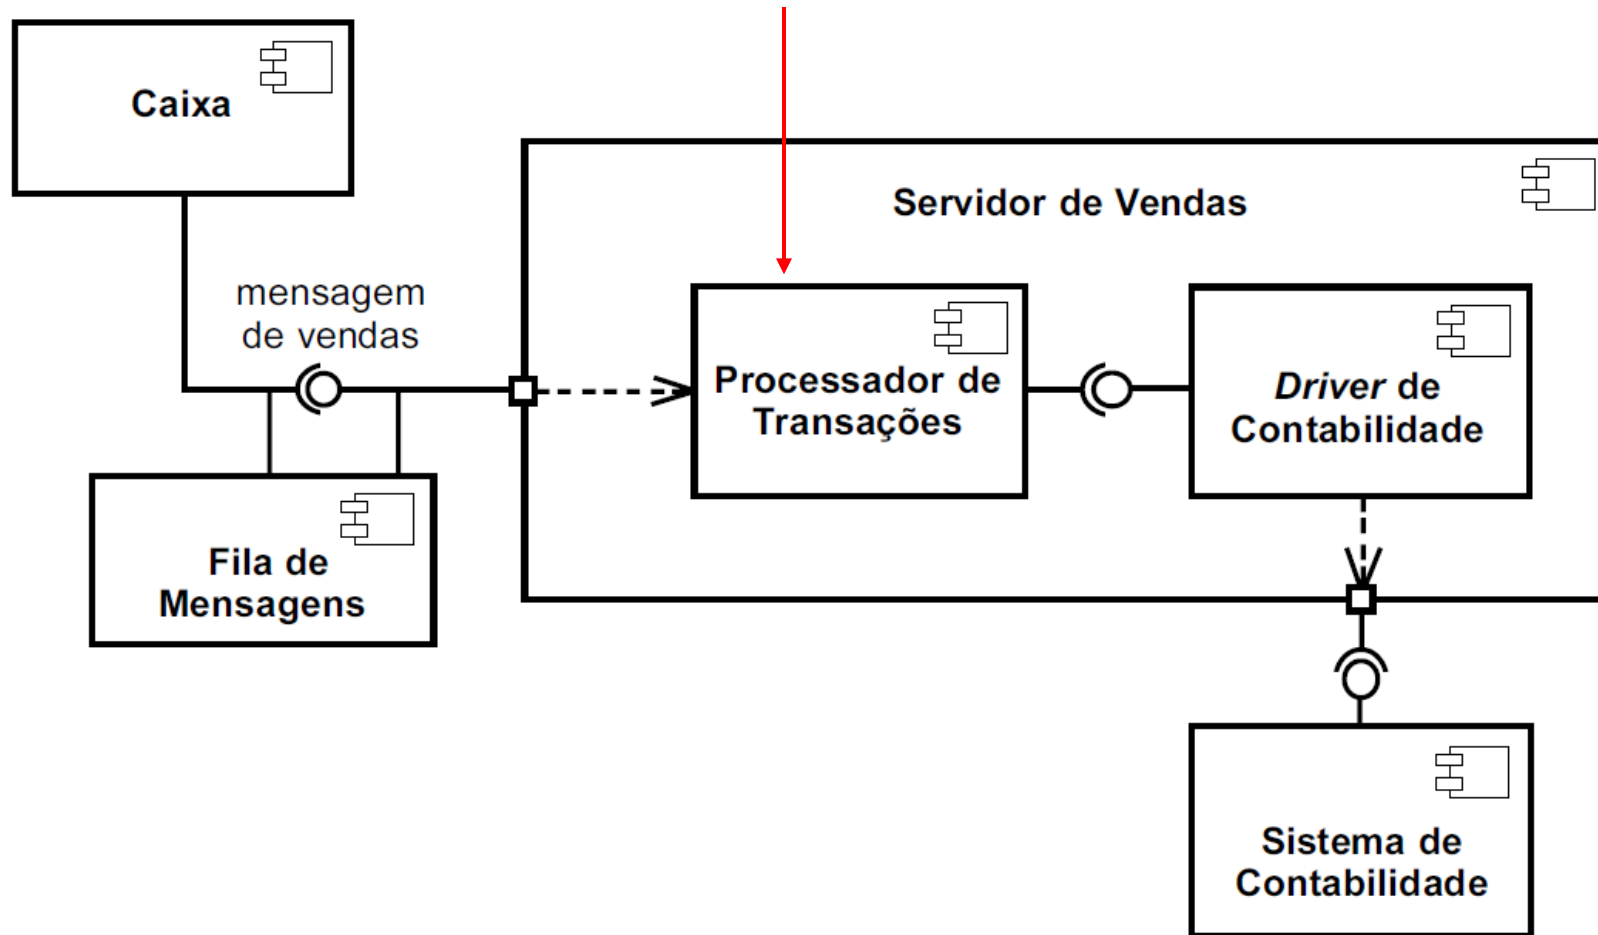 Caixa
Servidor de Vendas
mensagem
de vendas
Processador de
Transações
Driver de
Contabilidade
Fila de
Mensagens
Sistema de
Contabilidade